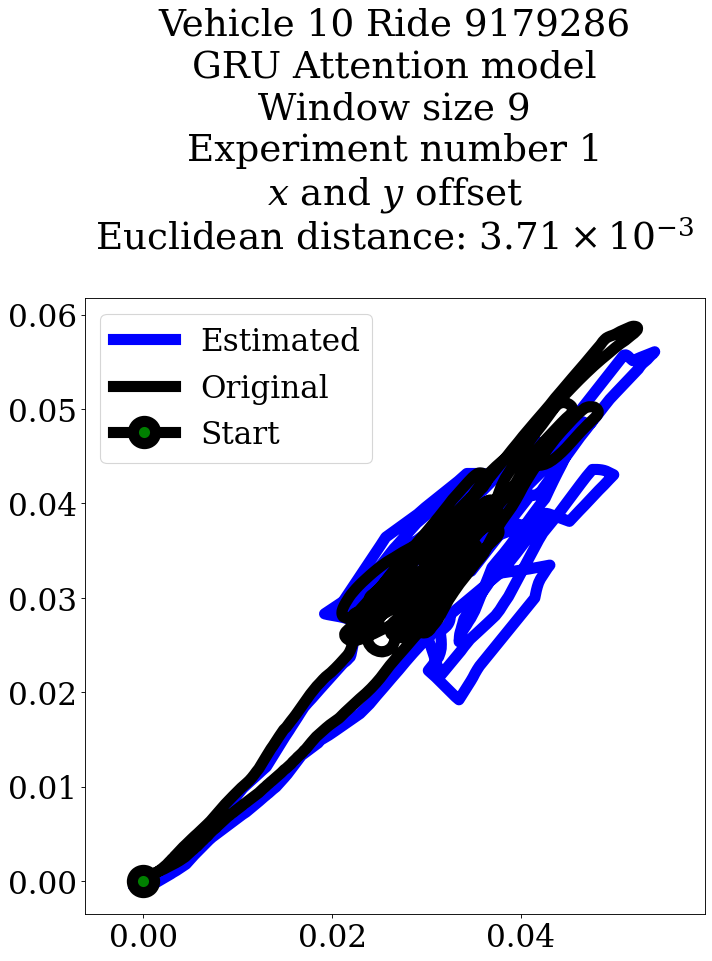 Vehicle 10 Ride 9179286
GRU Attention model
Window size 9
Experiment number 1
x and y offset
Euclidean distance: 3.71 × 10⁻³
Estimated
Original
Start
0.06
0.05
0.04
0.03
0.02
0.01
0.00
0.00 0.02 0.04